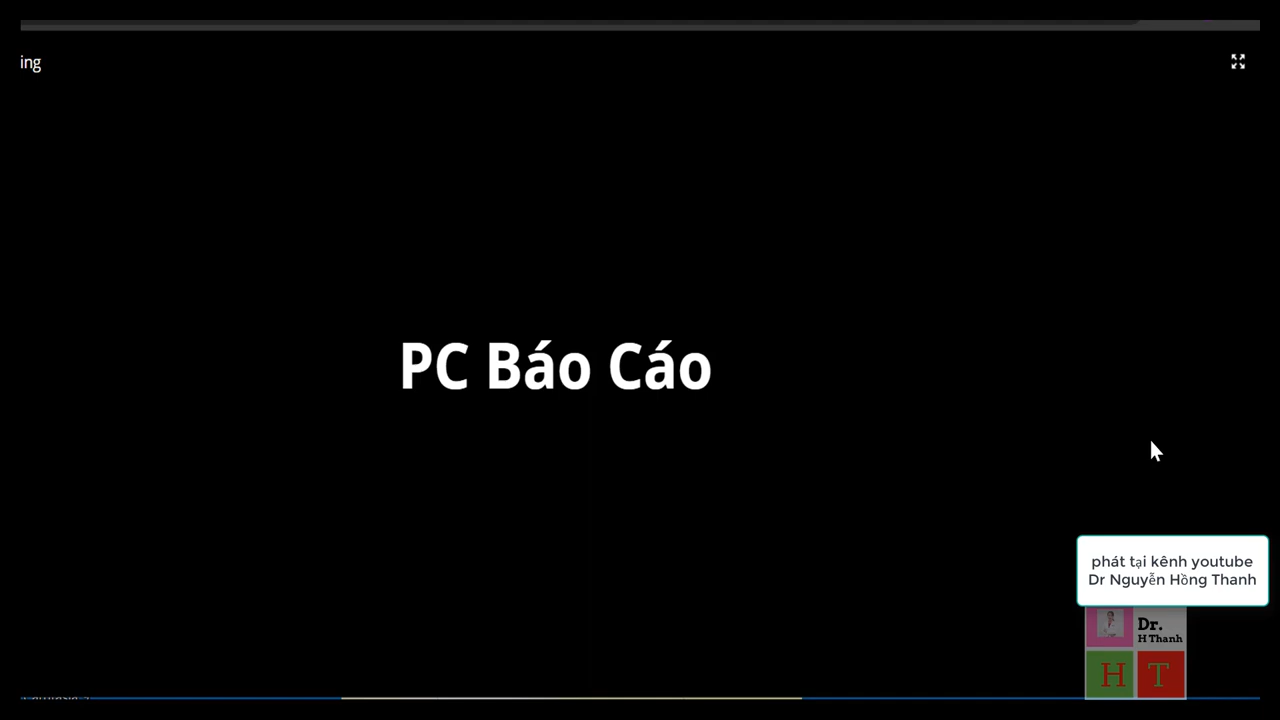 ing
PC Báo Cáo
phát tại kênh youtube
Dr Nguyễn Hồng Thanh
Dr.
H Thanh
H T